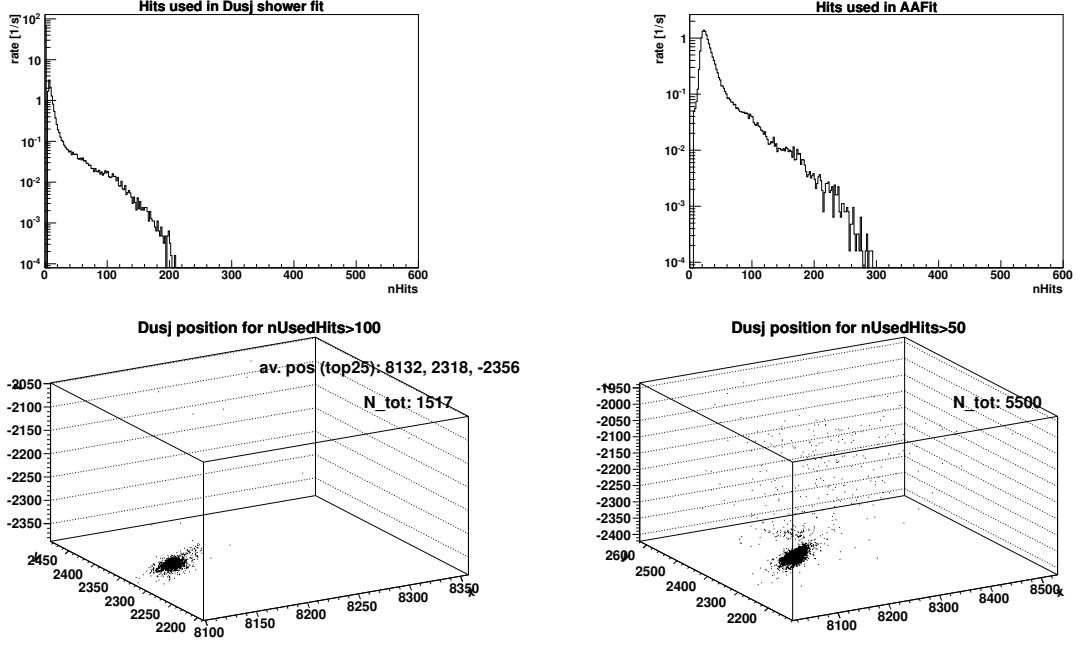 Hits used in Dusj shower fit
rate [1/s]
10²
10
1
10⁻¹
10⁻²
10⁻³
10⁻⁴
0 100 200 300 400 500 600
nHits
Hits used in AAFit
rate [1/s]
1
10⁻¹
10⁻²
10⁻³
10⁻⁴
0 100 200 300 400 500 600
nHits
Dusj position for nUsedHits>100
av. pos (top25): 8132, 2318, -2356
N_tot: 1517
-2050
-2100
-2150
-2200
-2250
-2300
-2350
2450
2400
2350
2300
2250
2200
8100 8150 8200 8250 8300 8350
x
Dusj position for nUsedHits>50
N_tot: 5500
-1950
-2000
-2050
-2100
-2150
-2200
-2250
-2300
-2350
-2400
2600
2500
2400
2300
2200
8100 8200 8300 8400 8500
x